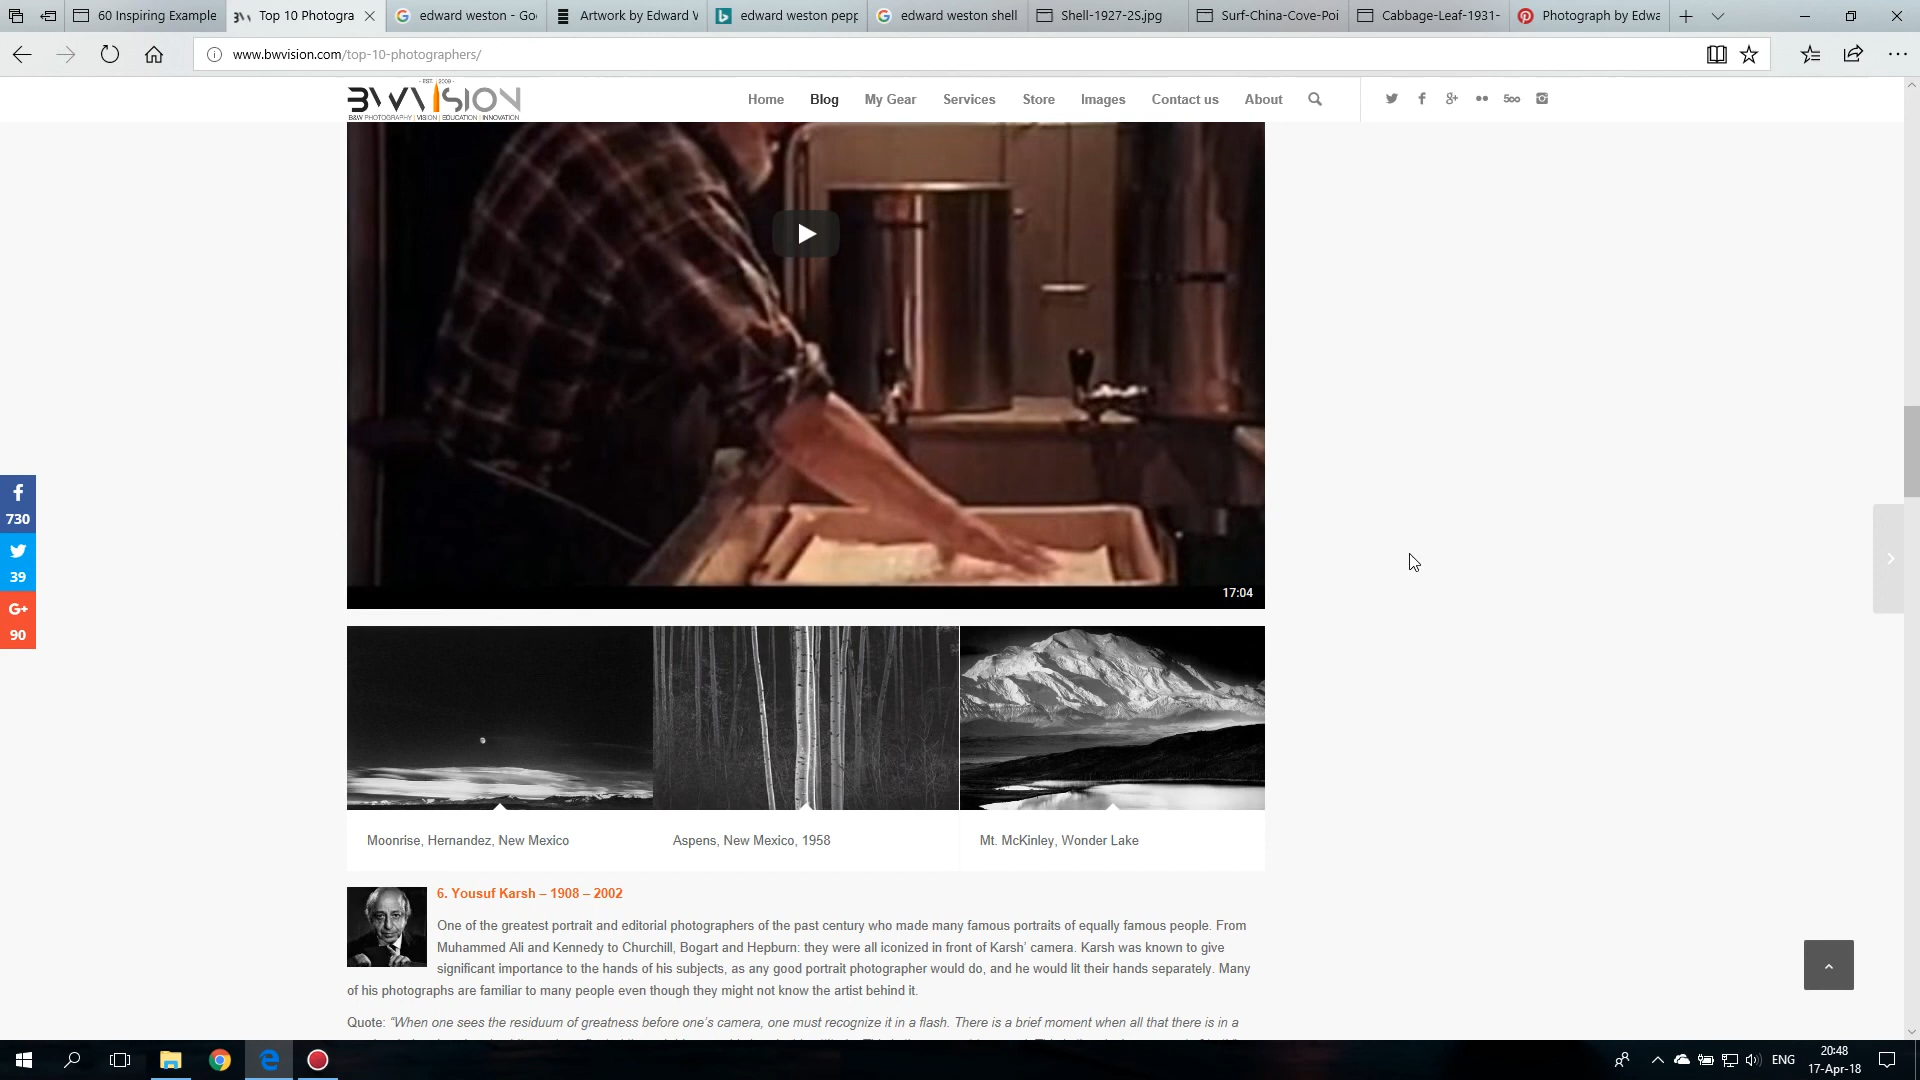 60 Inspiring Example
Top 10 Photogra
edward weston - Go
Artwork by Edward
edward weston pepp
edward weston shell
Shell-1927-2S.jpg
Surf-China-Cove-Poi
Cabbage-Leaf-1931-
Photograph by Edwa
www.bwvision.com/top-10-photographers/
- EST. 2009 -
BWVISION
B&W PHOTOGRAPHY | VISION | EDUCATION | INNOVATION
Home
Blog
My Gear
Services
Store
Images
Contact us
About
17:04
730
39
G+
90
Moonrise, Hernandez, New Mexico
Aspens, New Mexico, 1958
Mt. McKinley, Wonder Lake
6. Yousuf Karsh – 1908 – 2002
One of the greatest portrait and editorial photographers of the past century who made many famous portraits of equally famous people. From
Muhammed Ali and Kennedy to Churchill, Bogart and Hepburn: they were all iconized in front of Karsh’ camera. Karsh was known to give
significant importance to the hands of his subjects, as any good portrait photographer would do, and he would lit their hands separately. Many
of his photographs are familiar to many people even though they might not know the artist behind it.
Quote: “When one sees the residuum of greatness before one’s camera, one must recognize it in a flash. There is a brief moment when all that there is in a
ENG
20:48
17-Apr-18